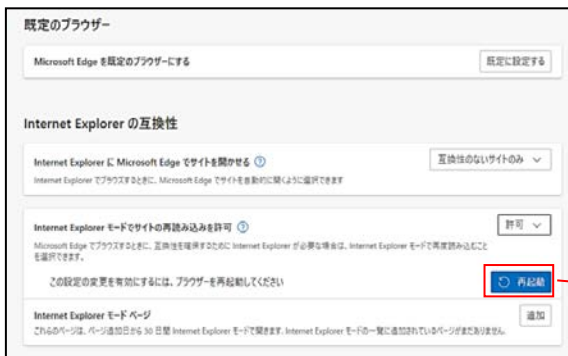 既定のブラウザー
Microsoft Edge を既定のブラウザーにする
既定に設定する
Internet Explorer の互換性
Internet Explorer に Microsoft Edge でサイトを開かせる
互換性のないサイトのみ
Internet Explorer でブラウズするときに、Microsoft Edge でサイトを自動的に開くように選択できます
Internet Explorer モードでサイトの再読み込みを許可
許可
Microsoft Edge でブラウズするときに、互換性を確保するために Internet Explorer が必要な場合は、Internet Explorer モードで再度読み込むこと
を選択できます。
この設定の変更を有効にするには、ブラウザーを再起動してください
再起動
Internet Explorer モード ページ
追加
これらのページは、ページ追加日から 30 日間 Internet Explorer モードで開きます. Internet Explorer モードの一覧に追加されているページがまだありません.